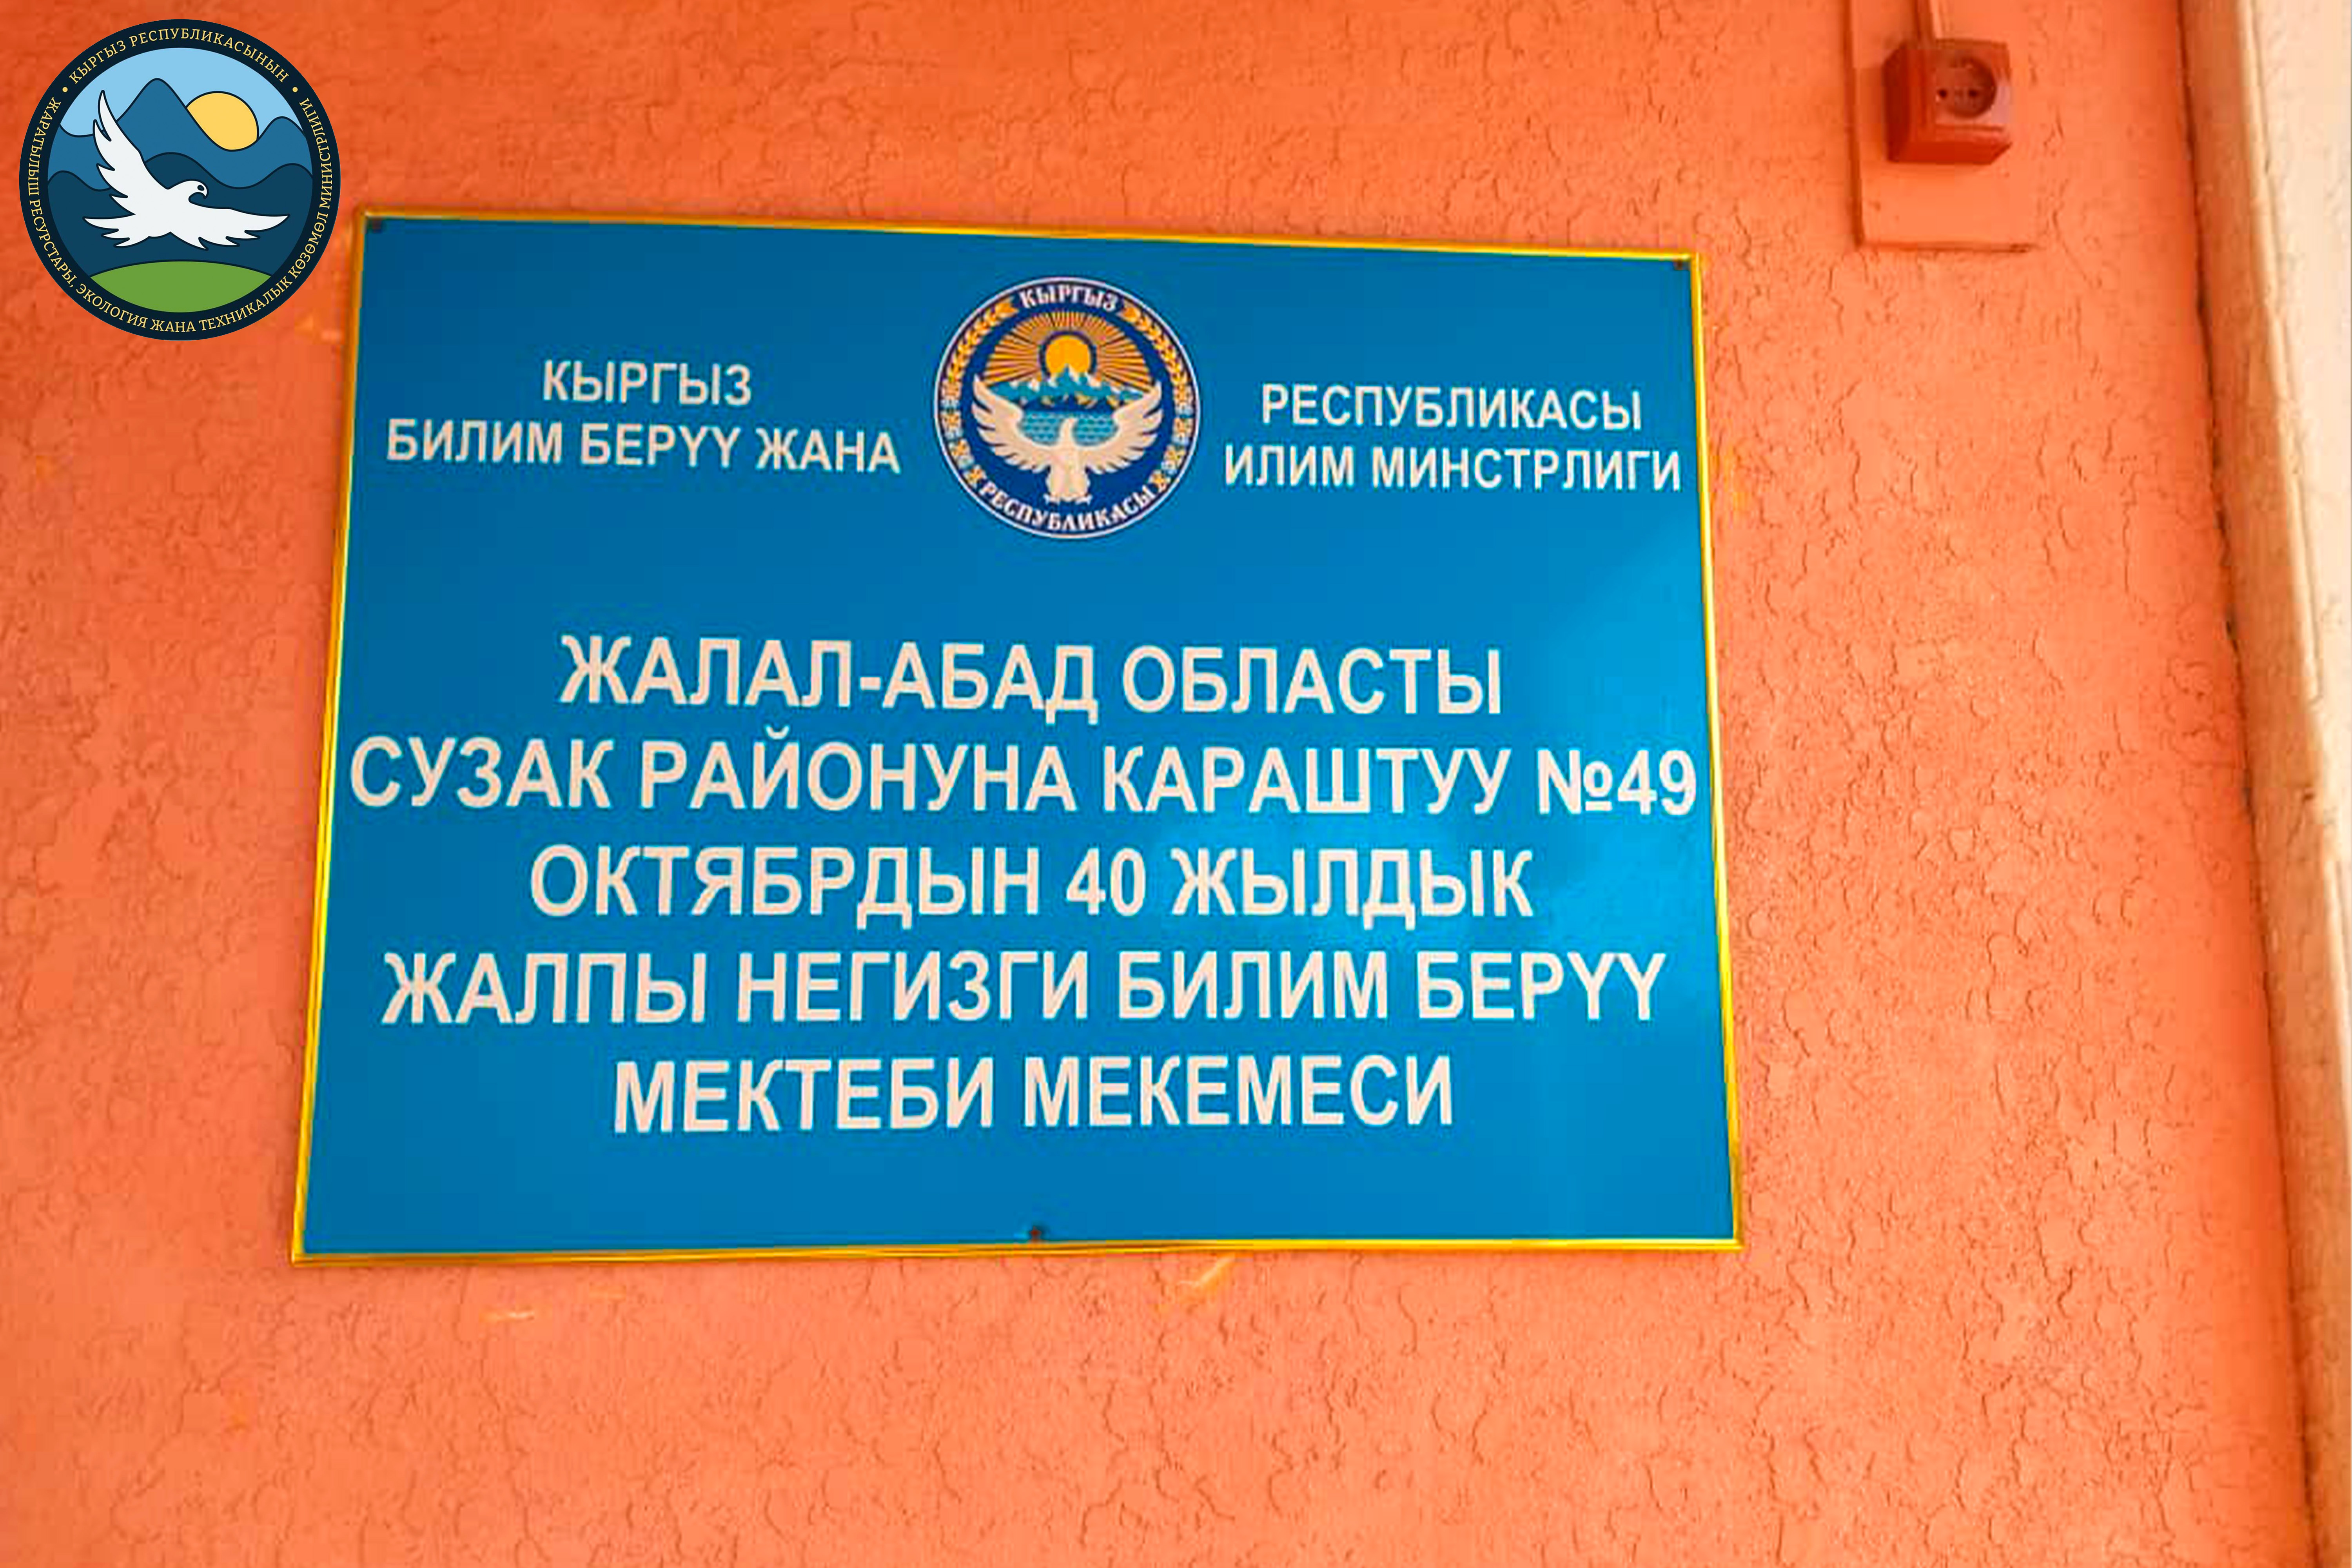 КЫРГЫЗ РЕСПУБЛИКАСЫНЫН
ЖАРАТЫЛЫШ РЕСУРСТАРЫ, ЭКОЛОГИЯ ЖАНА ТЕХНИКАЛЫК КӨЗӨМӨЛ МИНИСТРЛИГИ
КЫРГЫЗ
БИЛИМ БЕРҮҮ ЖАНА
КЫРГЫЗ
РЕСПУБЛИКАСЫ
РЕСПУБЛИКАСЫ
ИЛИМ МИНСТРЛИГИ
ЖАЛАЛ-АБАД ОБЛАСТЫ
СУЗАК РАЙОНУНА КАРАШТУУ №49
ОКТЯБРДЫН 40 ЖЫЛДЫК
ЖАЛПЫ НЕГИЗГИ БИЛИМ БЕРҮҮ
МЕКТЕБИ МЕКЕМЕСИ